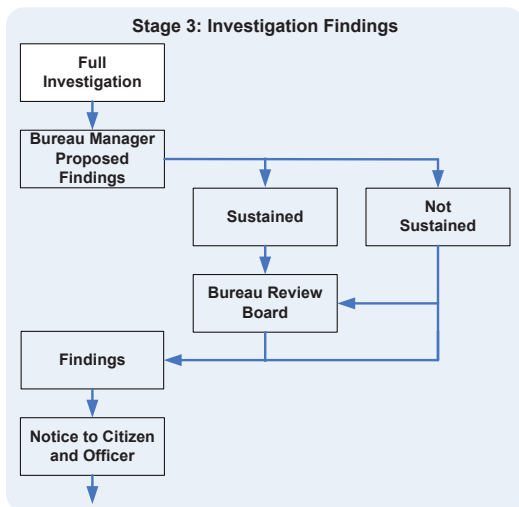 Stage 3: Investigation Findings
Full
Investigation
Bureau Manager
Proposed
Findings
Sustained
Not
Sustained
Bureau Review
Board
Findings
Notice to Citizen
and Officer